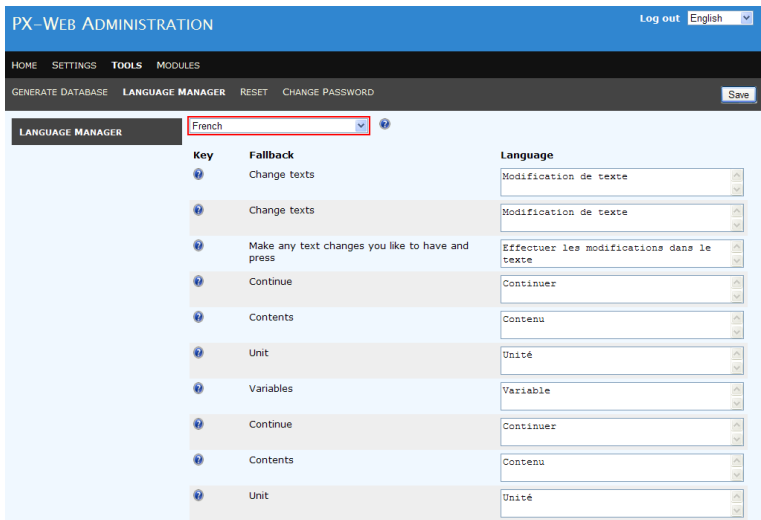 PX-WEB ADMINISTRATION
Log out English
HOME SETTINGS TOOLS MODULES
GENERATE DATABASE LANGUAGE MANAGER RESET CHANGE PASSWORD
Save
LANGUAGE MANAGER
French
Key Fallback Language
Change texts Modification de texte
Change texts Modification de texte
Make any text changes you like to have and
press
Effectuer les modifications dans le
texte
Continue Continuer
Contents Contenu
Unit Unité
Variables Variable
Continue Continuer
Contents Contenu
Unit Unité